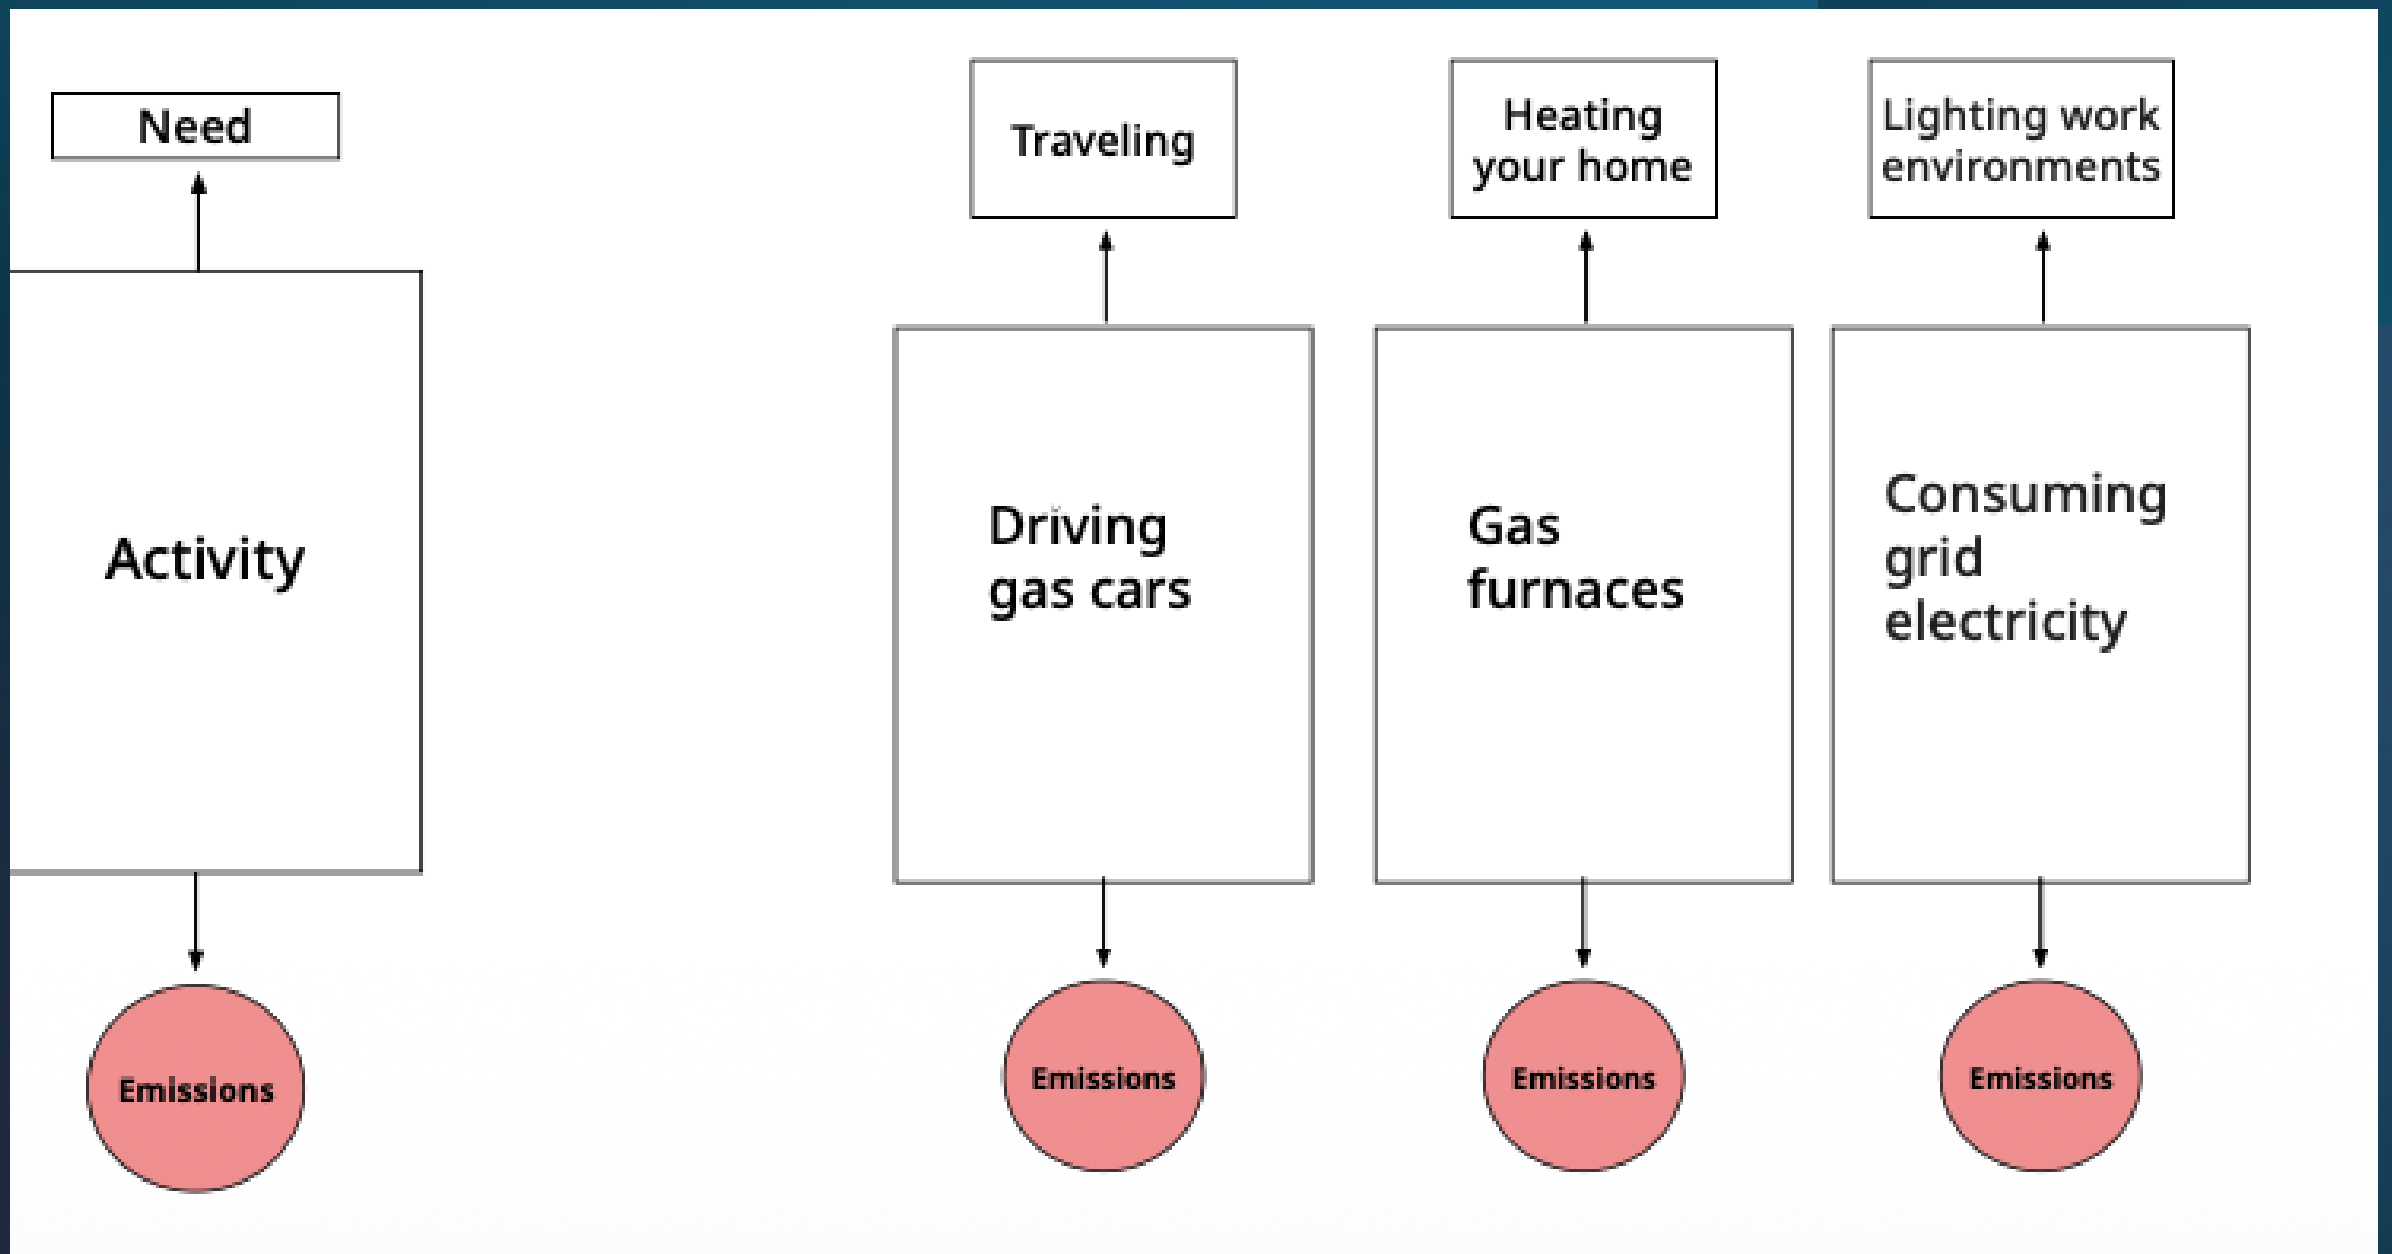 Need
Activity
Emissions
Traveling
Driving
gas cars
Emissions
Heating
your home
Gas
furnaces
Emissions
Lighting work
environments
Consuming
grid
electricity
Emissions